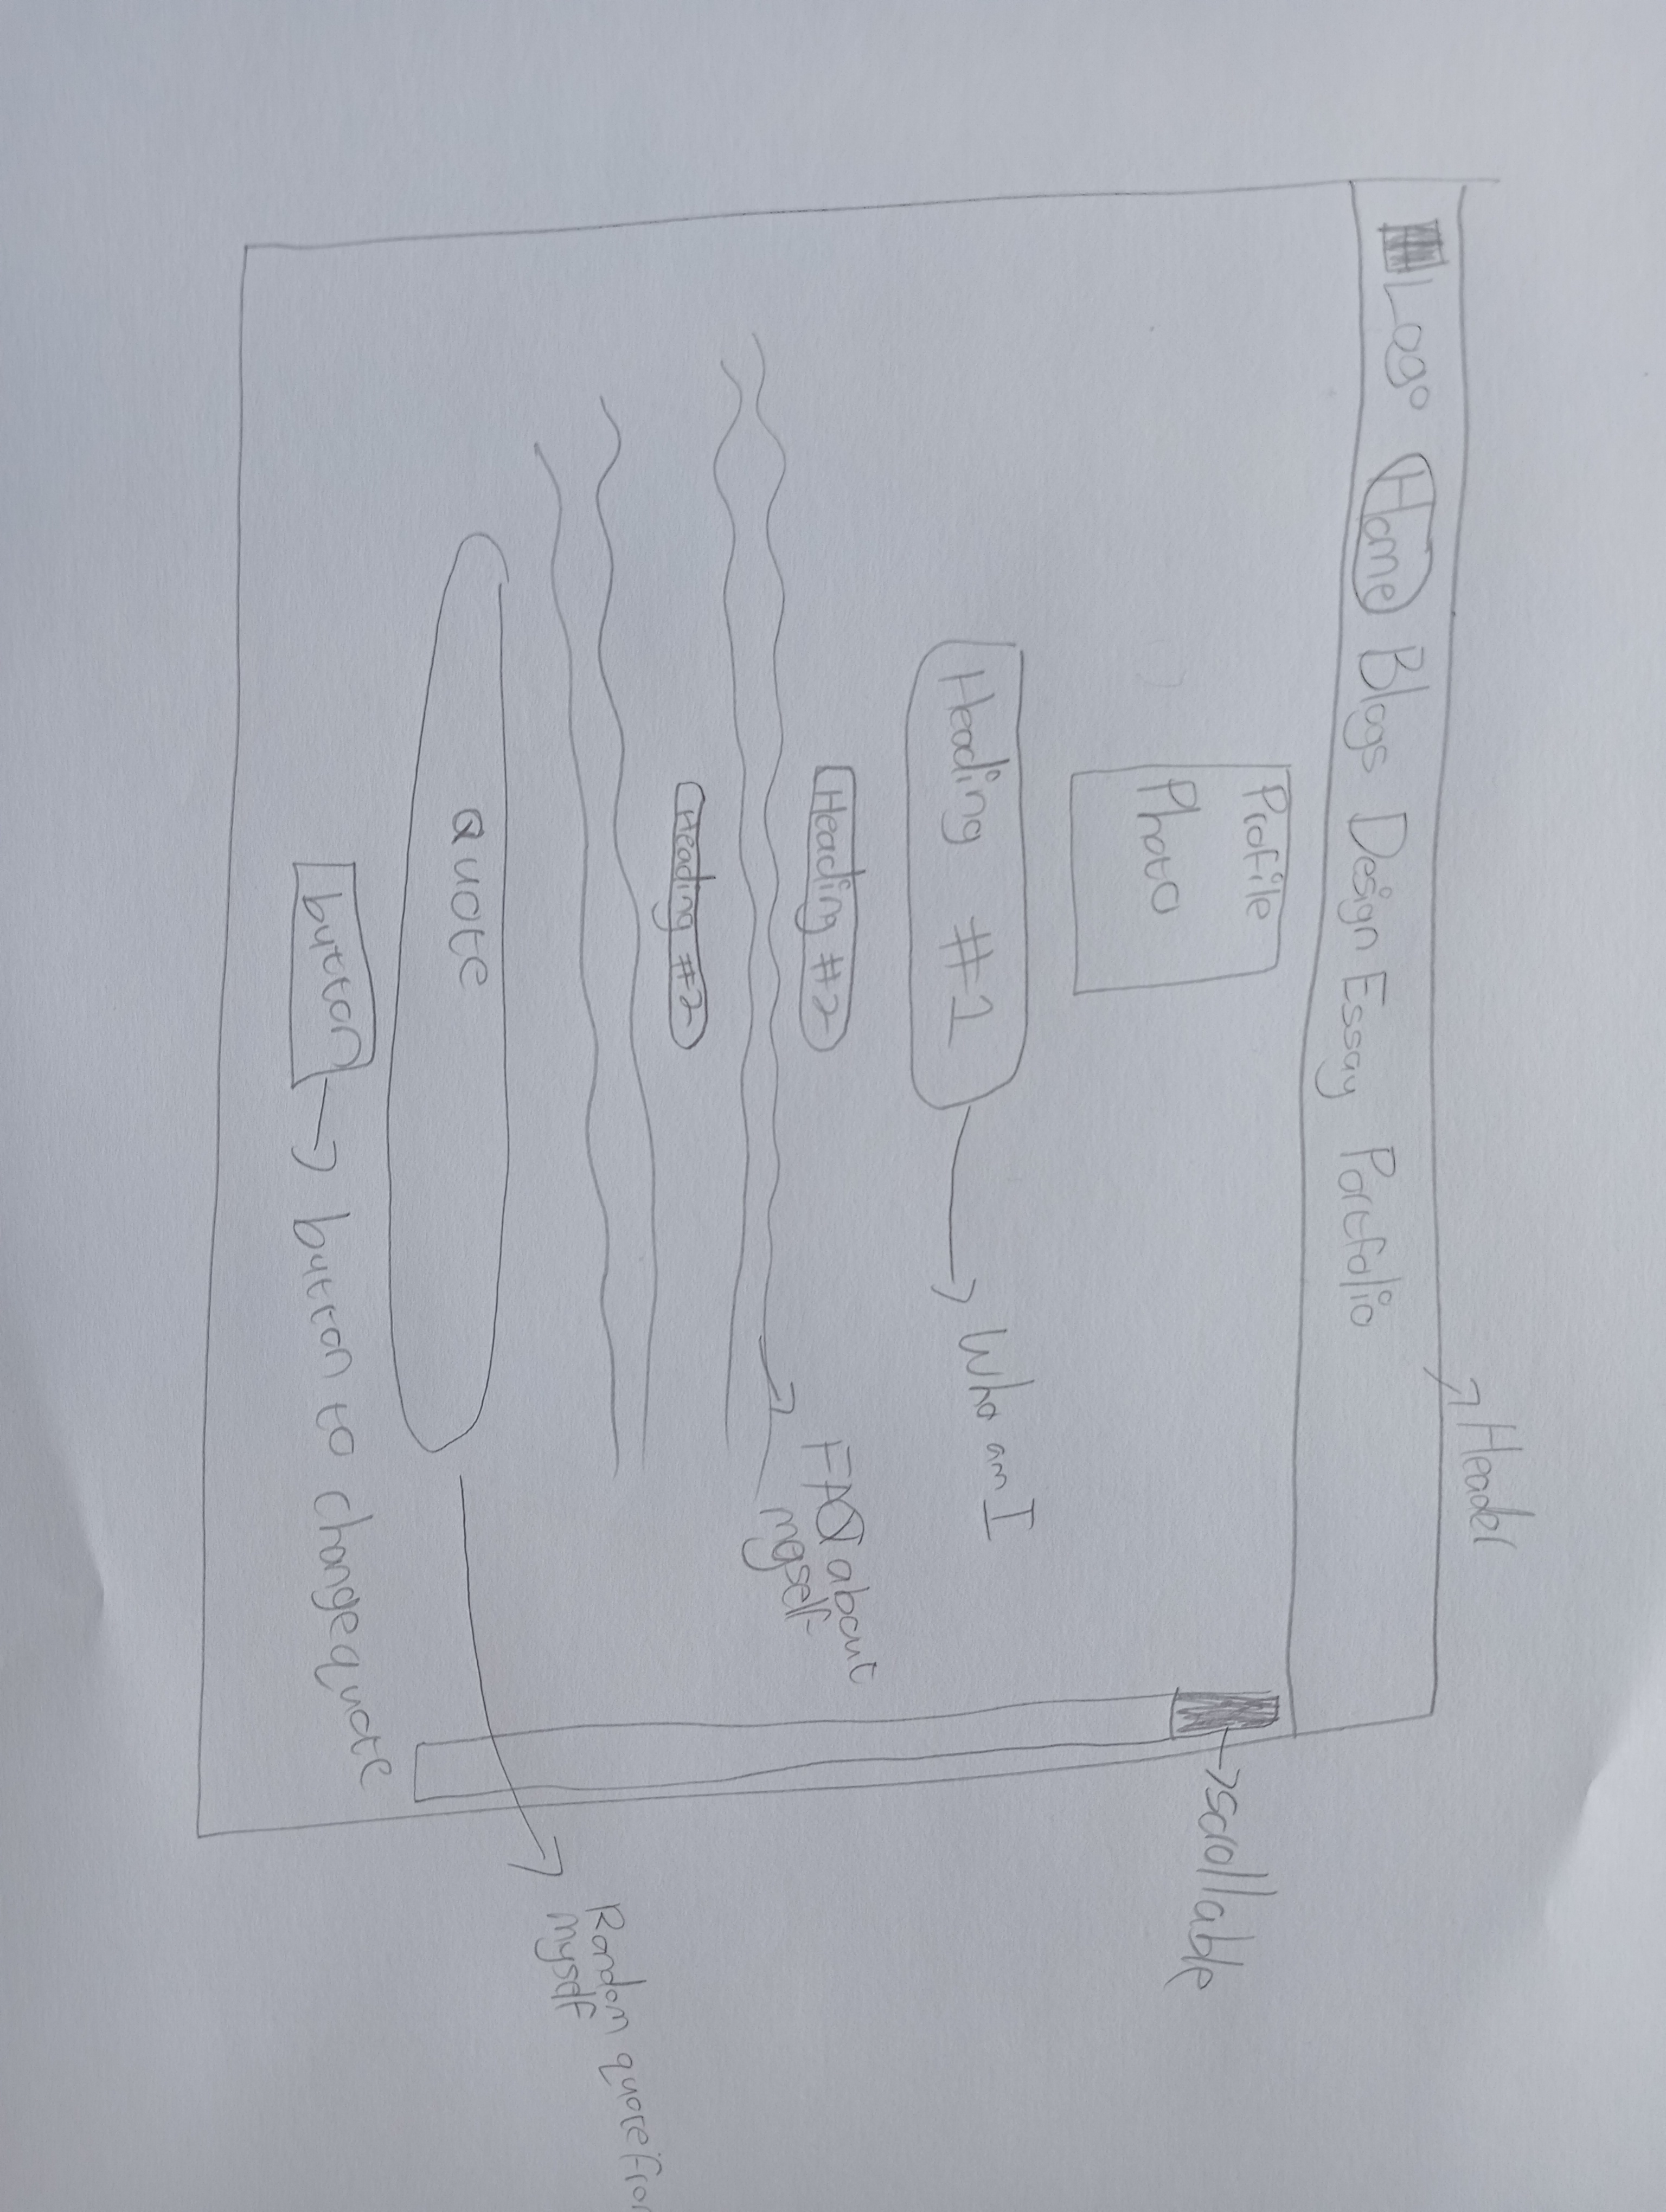 Header
Logo Home Blogs Design Essay Portfolio
scrollable
Profile
Photo
Heading #1
Who am I
Heading #2
FAQ about
myself
Heading #2
Quote
Random quote from
myself
button
button to change quote